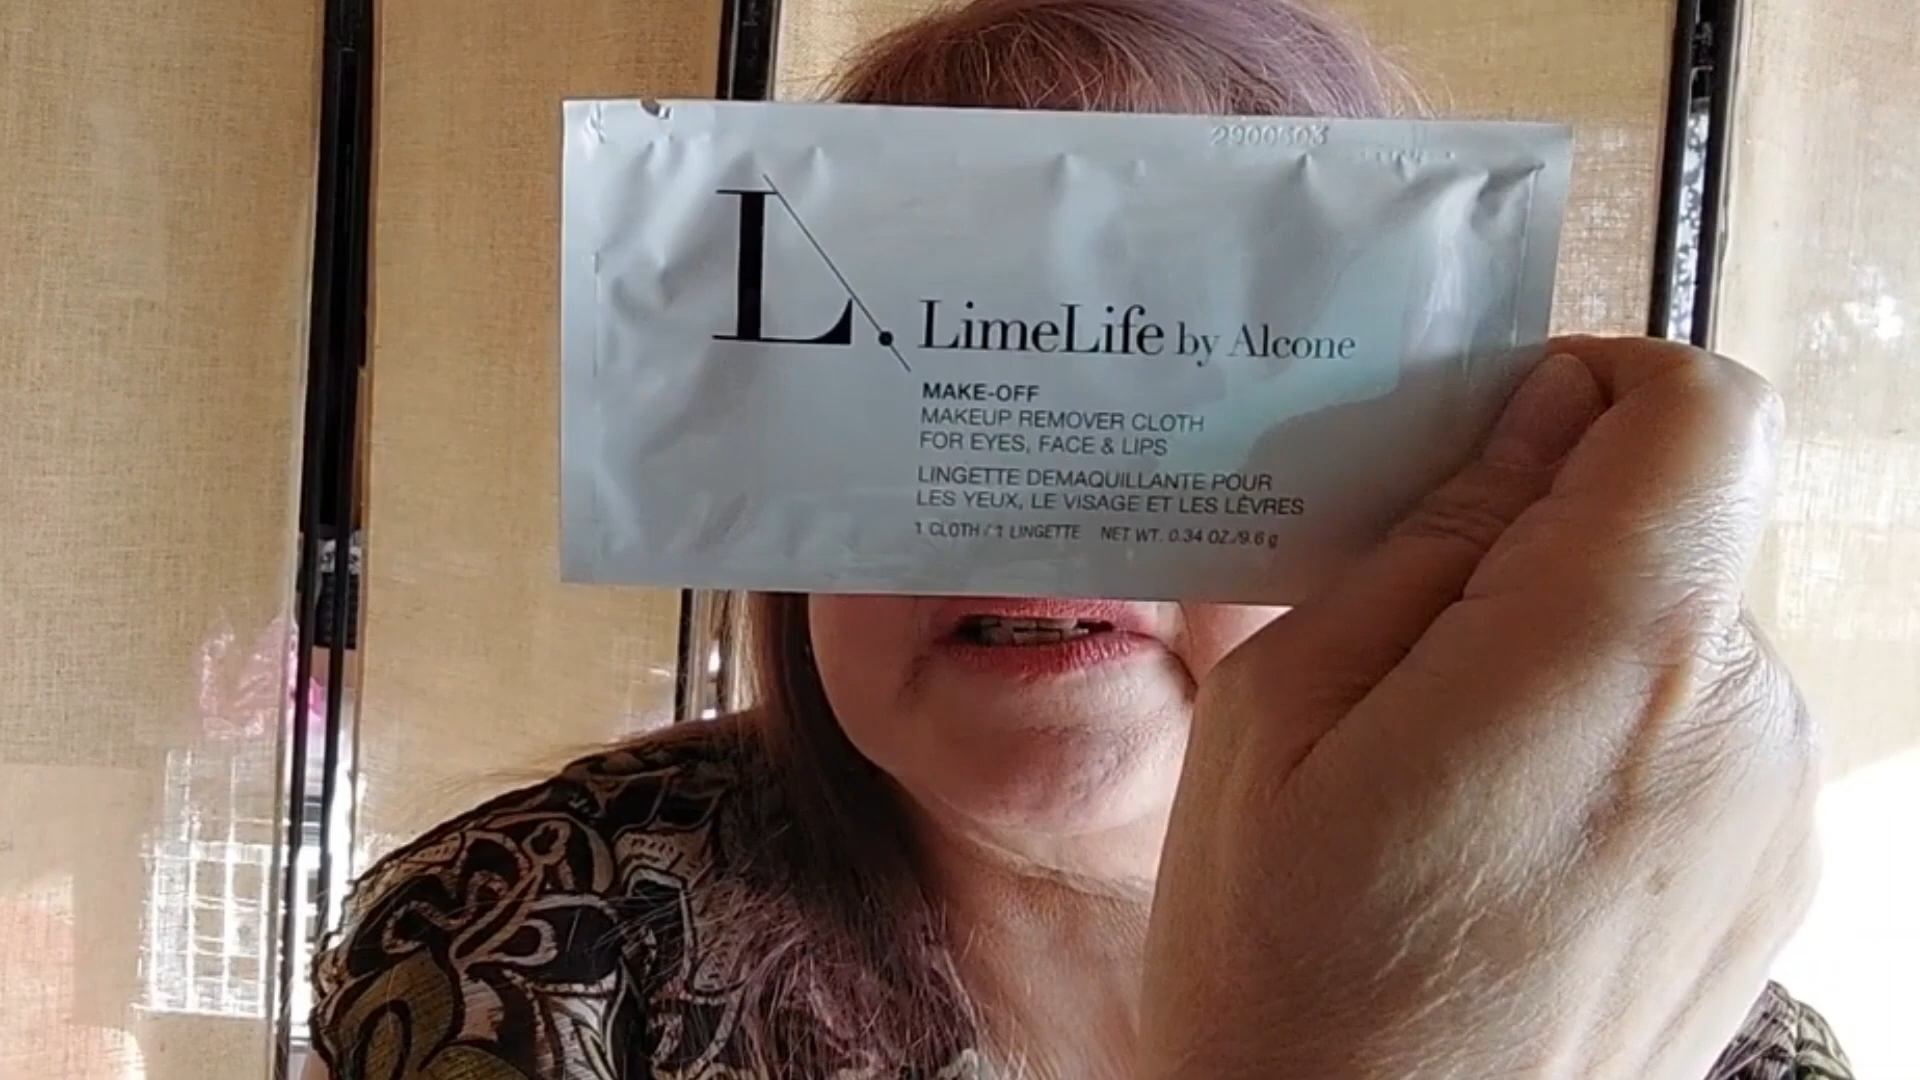 2900603
L.
LimeLife by Alcone
MAKE-OFF
MAKEUP REMOVER CLOTH
FOR EYES, FACE & LIPS
LINGETTE DEMAQUILLANTE POUR
LES YEUX, LE VISAGE ET LES LÈVRES
1 CLOTH / 1 LINGETTE NET WT. 0.34 OZ./9.6 g